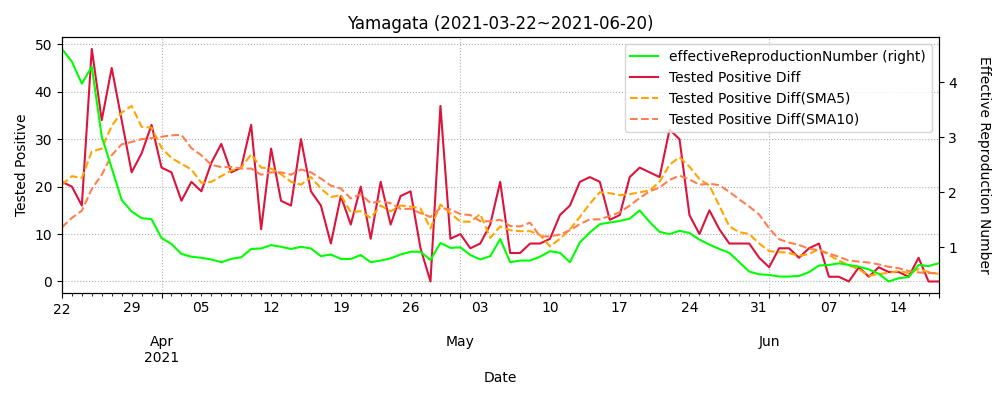 Yamagata (2021-03-22~2021-06-20)
effectiveReproductionNumber (right)
Tested Positive Diff
Tested Positive Diff(SMA5)
Tested Positive Diff(SMA10)
Tested Positive
50
40
30
20
10
0
Effective Reproduction Number
4
3
2
1
22 29 05 12 19 26 03 10 17 24 31 07 14
Apr May Jun
2021
Date